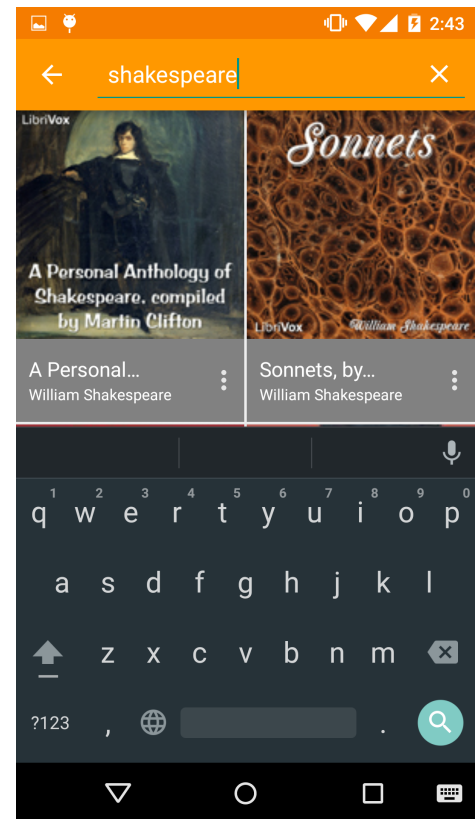 2:43
shakespeare
LibriVox
A Personal Anthology of
Shakespeare, compiled
by Martin Clifton
Sonnets
LibriVox
William Shakespeare
A Personal...
William Shakespeare
Sonnets, by...
William Shakespeare
1 2 3 4 5 6 7 8 9 0
q w e r t y u i o p
a s d f g h j k l
z x c v b n m
?123 , .